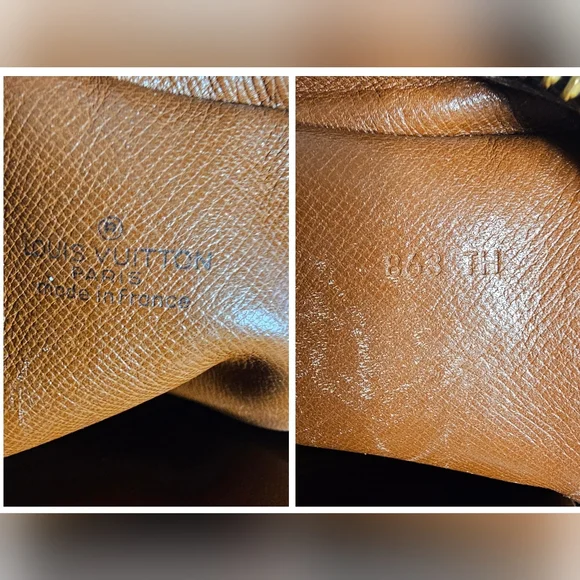 ®
LOUIS VUITTON
PARIS
made in france
863 TH